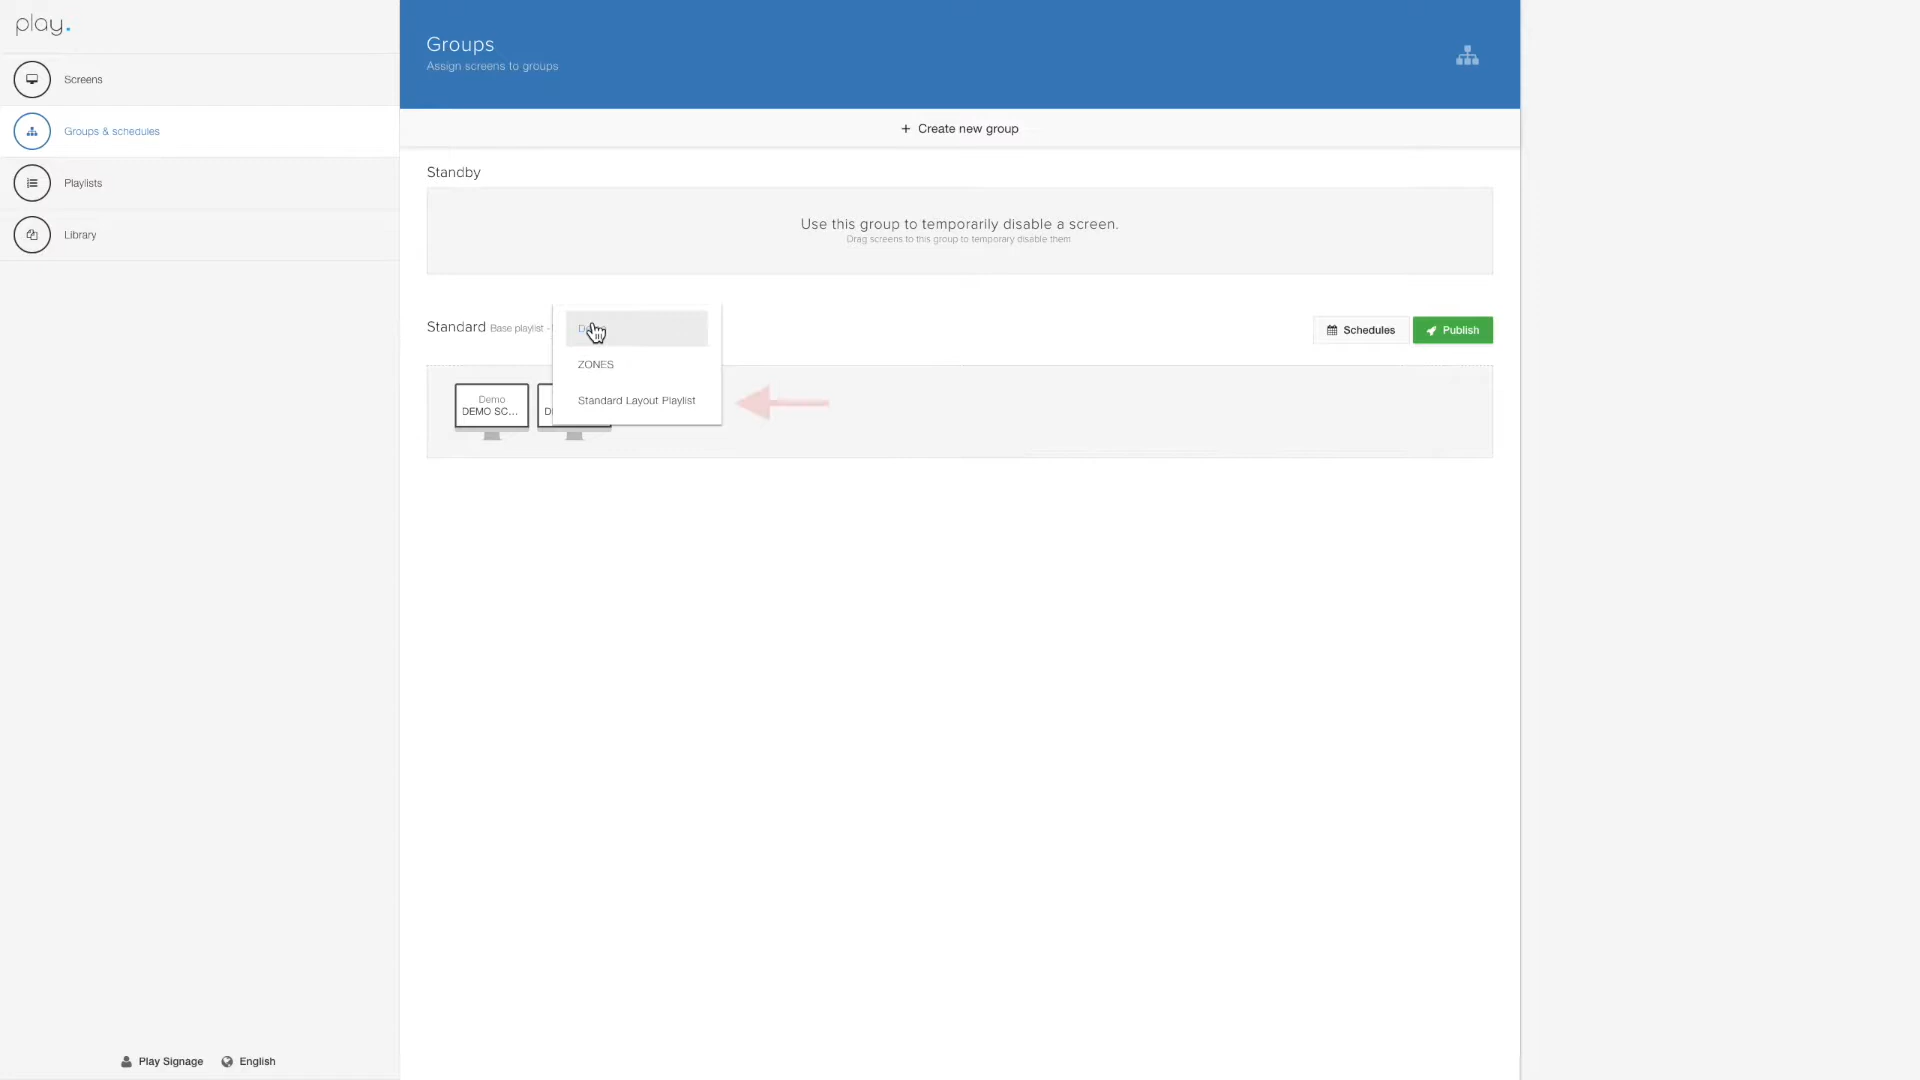 play.
Screens
Groups & schedules
Playlists
Library
Groups
Assign screens to groups
+ Create new group
Standby
Use this group to temporarily disable a screen.
Drag screens to this group to temporary disable them
Standard Base playlist -
ZONES
Standard Layout Playlist
Schedules
Publish
Demo
DEMO SC...
Play Signage
English